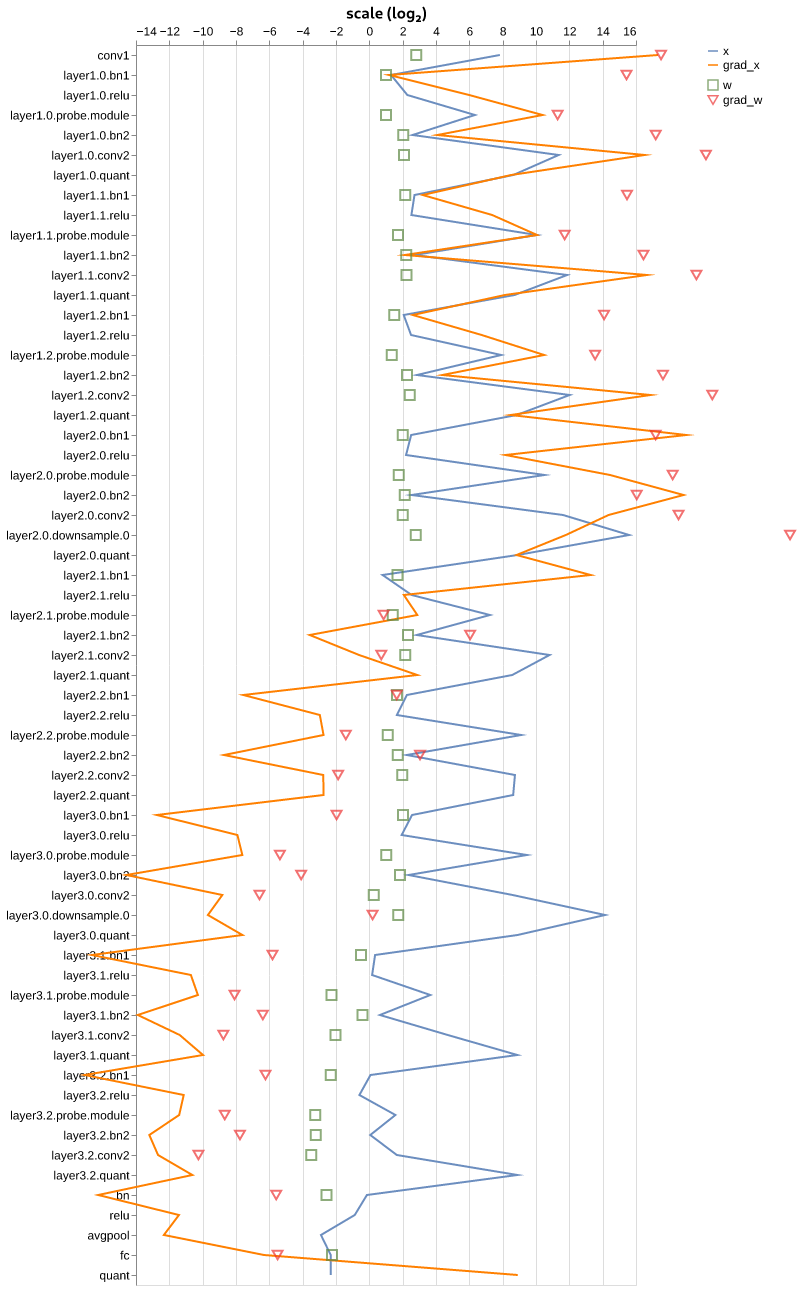 scale (log₂)
−14 −12 −10 −8 −6 −4 −2 0 2 4 6 8 10 12 14 16
x
grad_x
w
grad_w
conv1
layer1.0.bn1
layer1.0.relu
layer1.0.probe.module
layer1.0.bn2
layer1.0.conv2
layer1.0.quant
layer1.1.bn1
layer1.1.relu
layer1.1.probe.module
layer1.1.bn2
layer1.1.conv2
layer1.1.quant
layer1.2.bn1
layer1.2.relu
layer1.2.probe.module
layer1.2.bn2
layer1.2.conv2
layer1.2.quant
layer2.0.bn1
layer2.0.relu
layer2.0.probe.module
layer2.0.bn2
layer2.0.conv2
layer2.0.downsample.0
layer2.0.quant
layer2.1.bn1
layer2.1.relu
layer2.1.probe.module
layer2.1.bn2
layer2.1.conv2
layer2.1.quant
layer2.2.bn1
layer2.2.relu
layer2.2.probe.module
layer2.2.bn2
layer2.2.conv2
layer2.2.quant
layer3.0.bn1
layer3.0.relu
layer3.0.probe.module
layer3.0.bn2
layer3.0.conv2
layer3.0.downsample.0
layer3.0.quant
layer3.1.bn1
layer3.1.relu
layer3.1.probe.module
layer3.1.bn2
layer3.1.conv2
layer3.1.quant
layer3.2.bn1
layer3.2.relu
layer3.2.probe.module
layer3.2.bn2
layer3.2.conv2
layer3.2.quant
bn
relu
avgpool
fc
quant